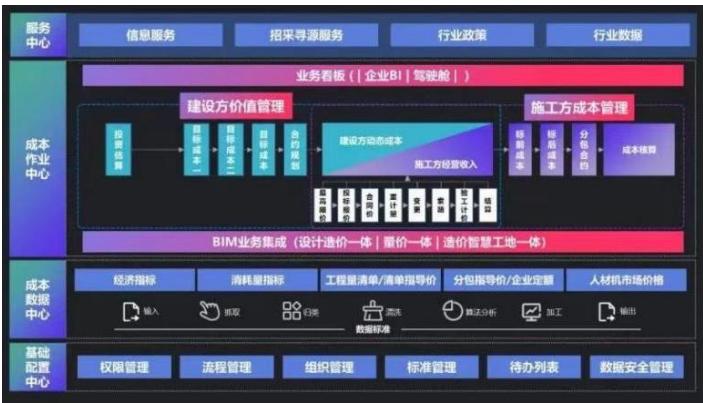 服务中心
信息服务
招采寻源服务
行业政策
行业数据
成本作业中心
业务看板（ | 企业BI | 驾驶舱 | ）
建设方价值管理
施工方成本管理
投资估算
目标成本一
目标成本二
目标成本
合约规划
建设方动态成本
施工方经营收入
标前成本
标后成本
分包合约
成本核算
最高限价
投标报价
合同价
重计量
变更
索赔
施工计价
结算
BIM业务集成（设计造价一体 | 量价一体 | 造价智慧工地一体）
成本数据中心
经济指标
消耗量指标
工程量清单/清单指导价
分包指导价/企业定额
人材机市场价格
输入
抓取
归类
清洗
算法分析
加工
输出
数据标准
基础配置中心
权限管理
流程管理
组织管理
标准管理
待办列表
数据安全管理